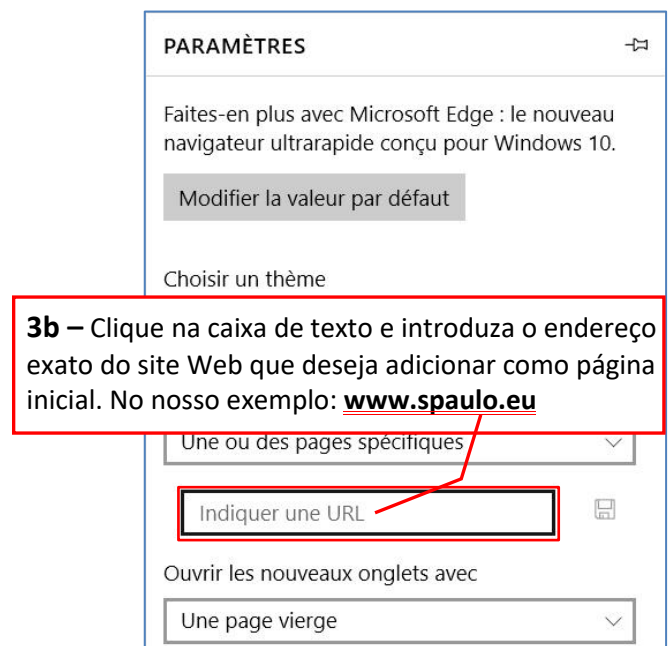 PARAMÈTRES
Faites-en plus avec Microsoft Edge : le nouveau
navigateur ultrarapide conçu pour Windows 10.
Modifier la valeur par défaut
Choisir un thème
3b – Clique na caixa de texto e introduza o endereço
exato do site Web que deseja adicionar como página
inicial. No nosso exemplo: www.spaulo.eu
Une ou des pages spécifiques
Indiquer une URL
Ouvrir les nouveaux onglets avec
Une page vierge